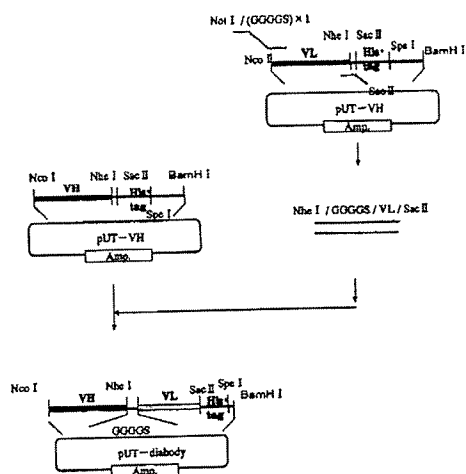 Not I / (GGGGS) × 1
Nhe I Sac II
Spe I
BamH I
Nco II
VL
His*
tag
Sac II
pUT-VH
Amp.
Nco I
Nhe I Sac II
BamH I
VH
His*
tag
Spe I
pUT-VH
Amp.
Nhe I / GGGGS / VL / Sac II
Nco I
VH
Nhe I
VL
Sac II Spe I
BamH I
His*
tag
GGGGS
pUT-diabody
Amp.